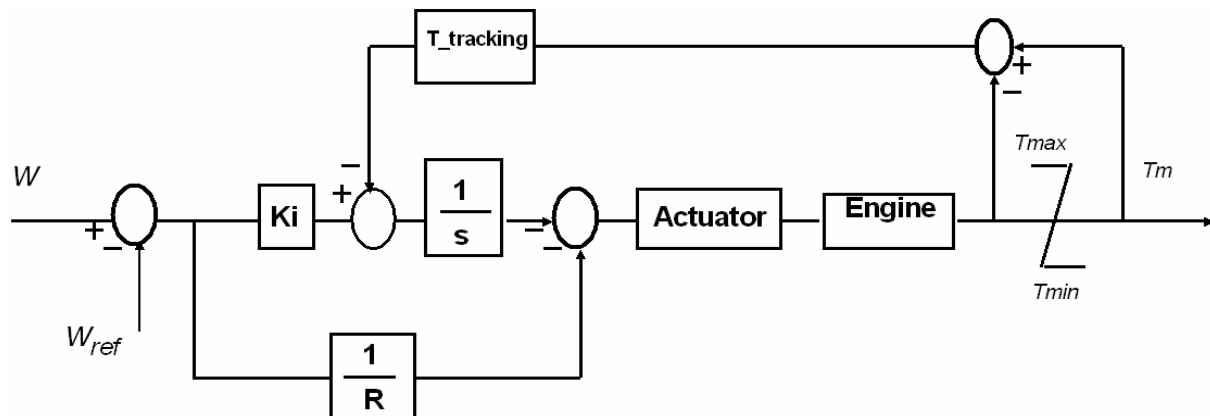 T_tracking
+
−
−
Tmax
Tm
W
−
+
1
s
Ki
Actuator
Engine
+
−
−
−
Tmin
W_ref
1
R